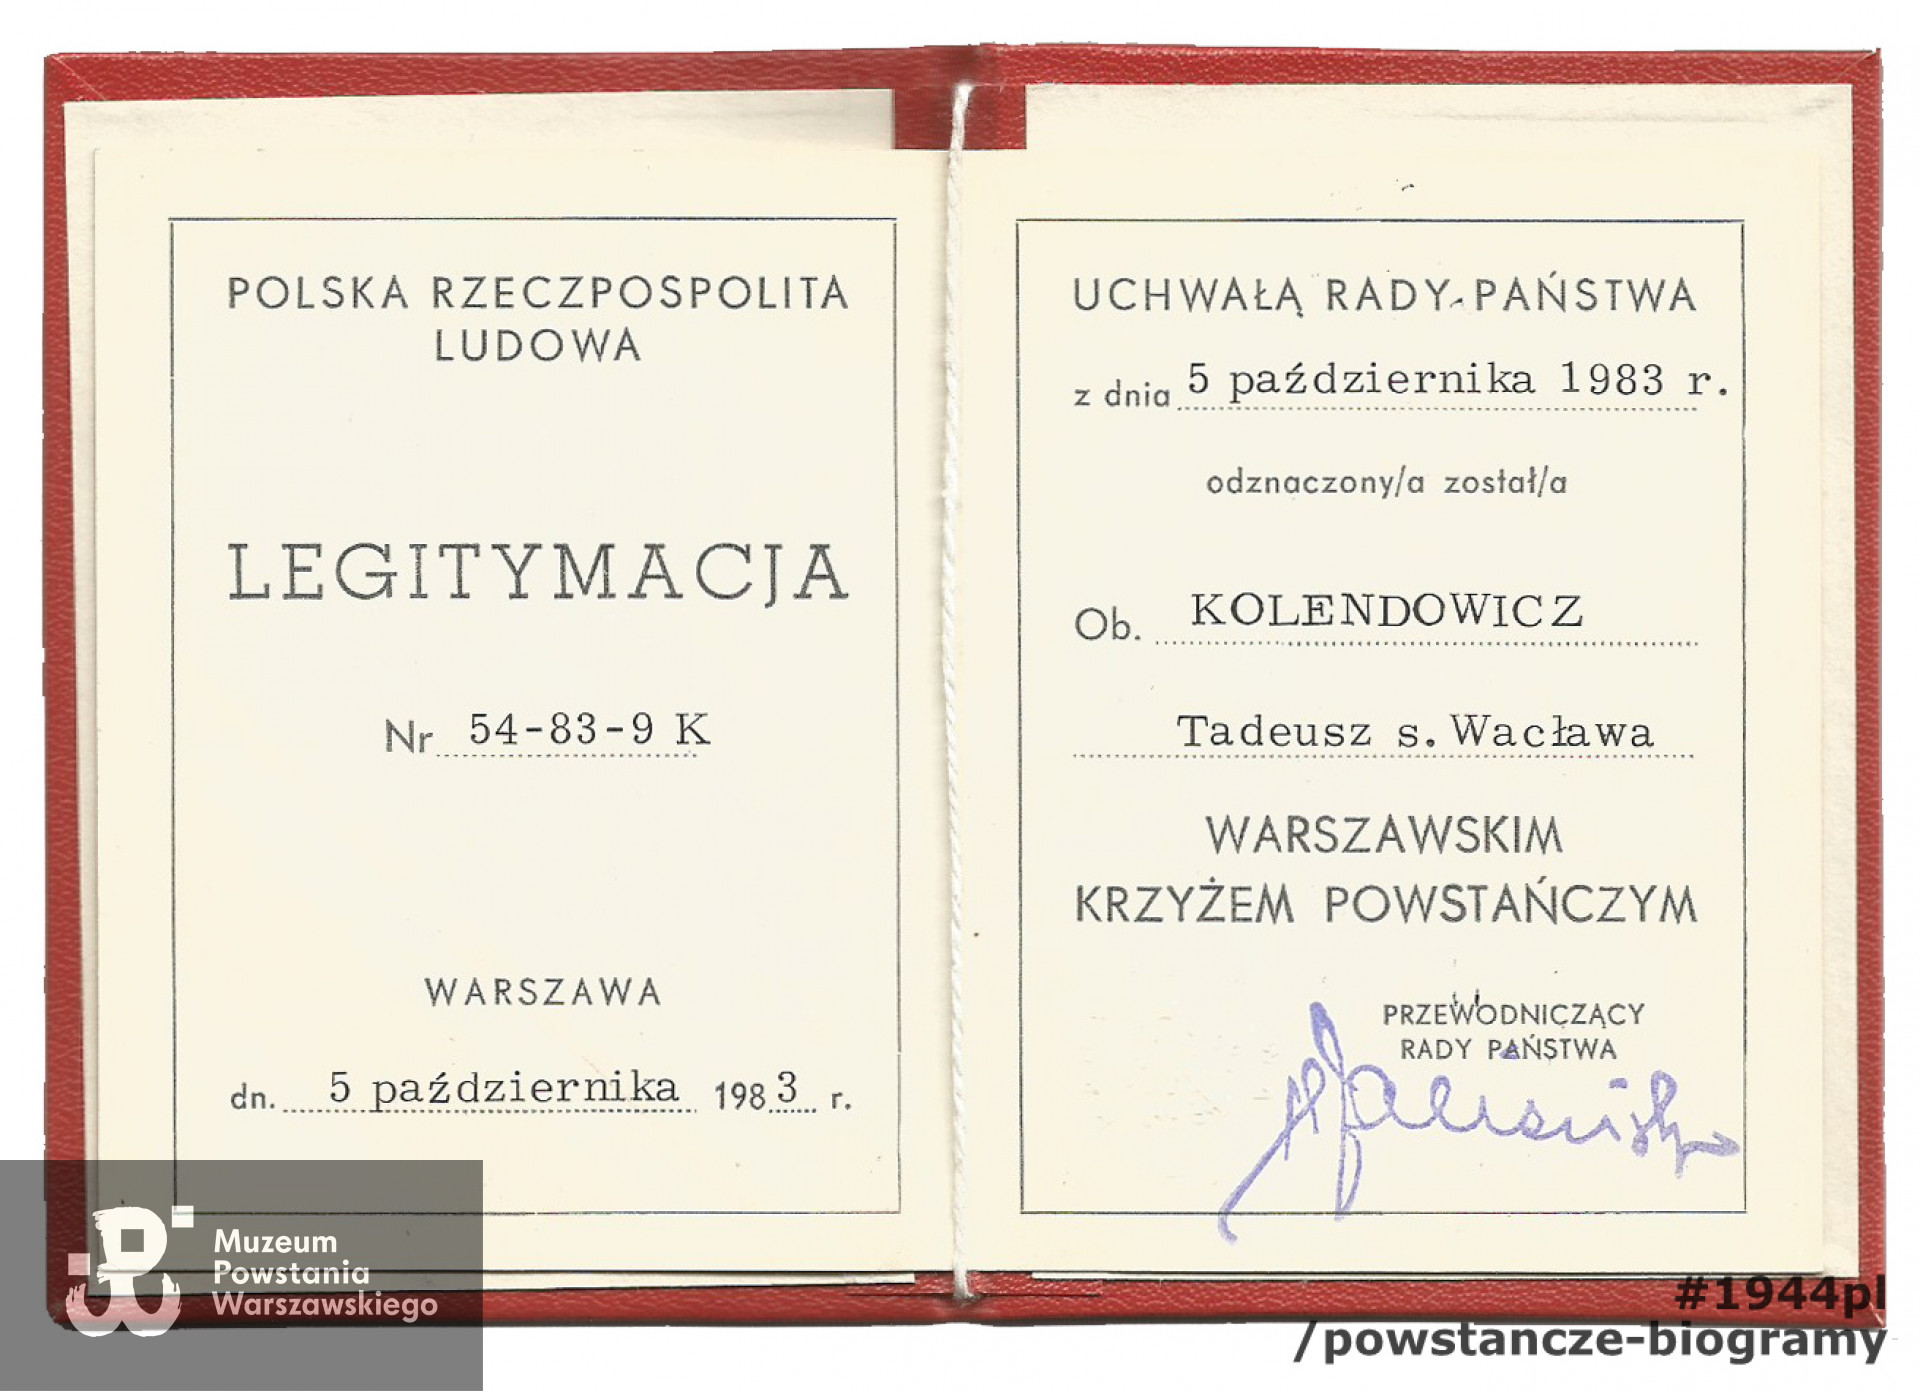 POLSKA RZECZPOSPOLITA
LUDOWA
LEGITYMACJA
Nr 54-83-9 K
WARSZAWA
dn. 5 października 1983 r.
UCHWAŁĄ RADY PAŃSTWA
z dnia 5 października 1983 r.
odznaczony/a został/a
Ob. KOLENDOWICZ
Tadeusz s. Wacława
WARSZAWSKIM
KRZYŻEM POWSTAŃCZYM
PRZEWODNICZĄCY
RADY PAŃSTWA
Muzeum
Powstania
Warszawskiego
#1944pl
/powstancze-biogramy